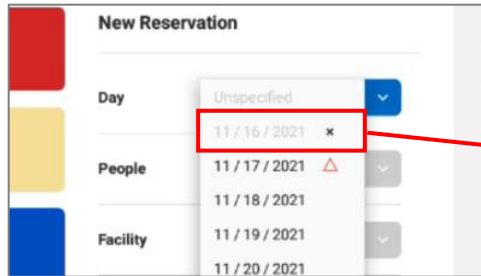 New Reservation
Day
Unspecified
11 / 16 / 2021 ×
People
11 / 17 / 2021 △
11 / 18 / 2021
Facility
11 / 19 / 2021
11 / 20 / 2021